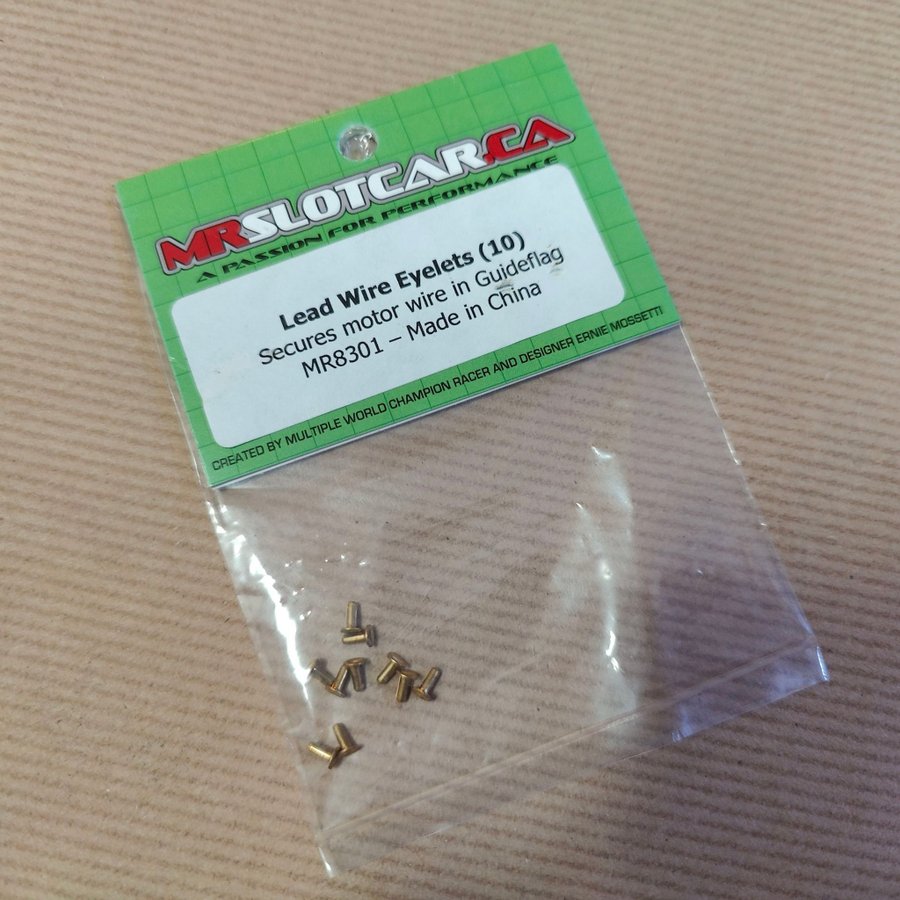 MRSLOTCAR.CA
A PASSION FOR PERFORMANCE
Lead Wire Eyelets (10)
Secures motor wire in Guideflag
MR8301 – Made in China
CREATED BY MULTIPLE WORLD CHAMPION RACER AND DESIGNER ERNIE MOSSETTI